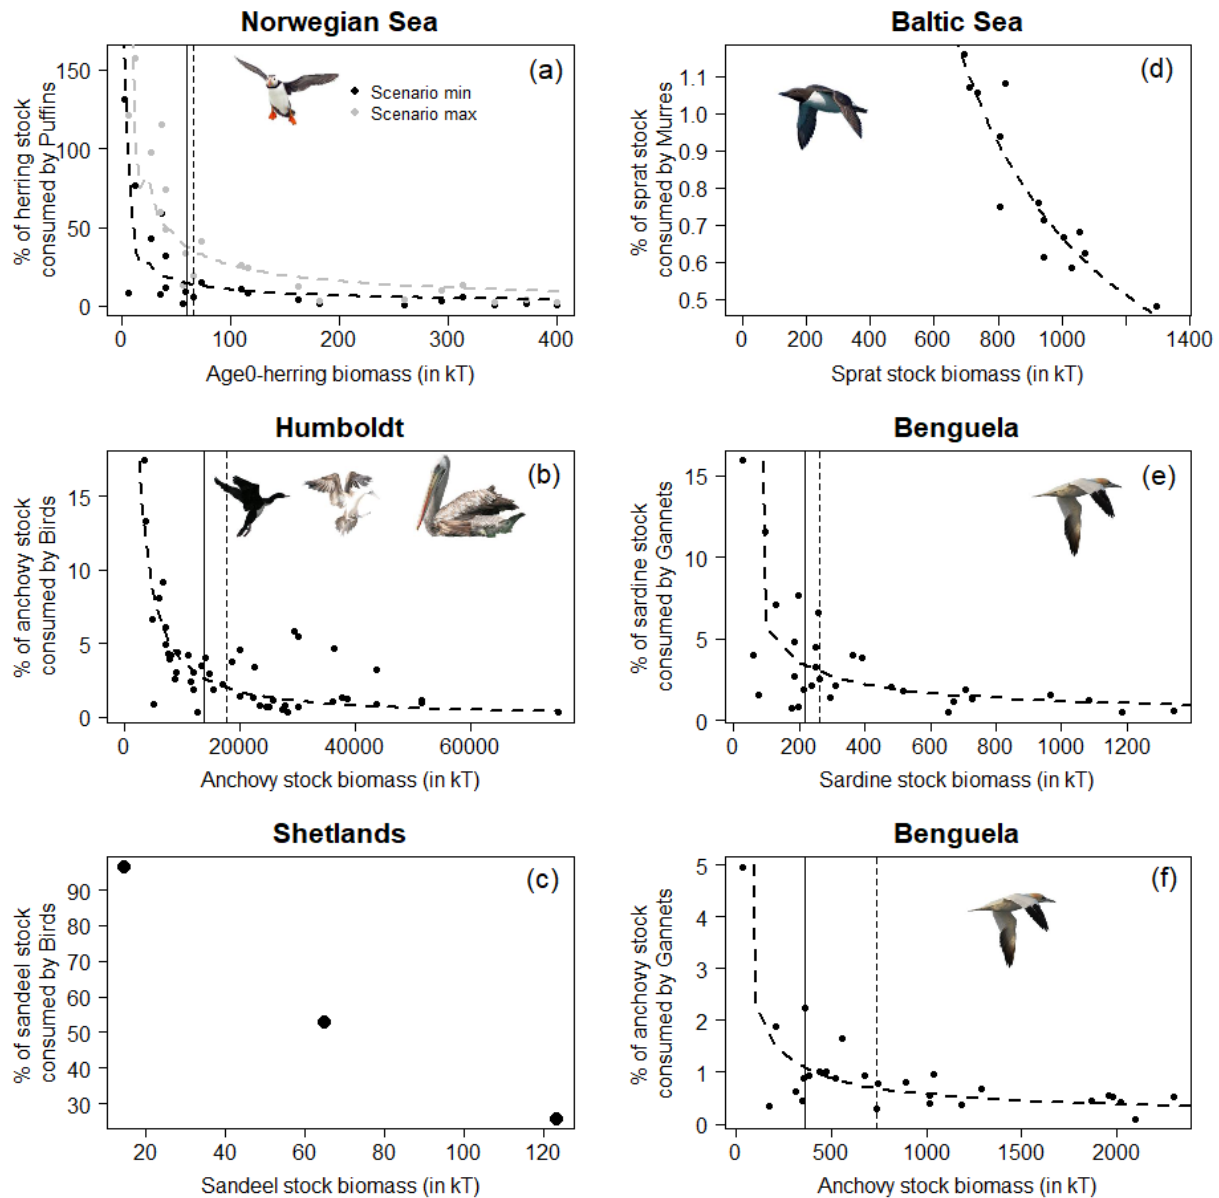 Norwegian Sea
(a)
Scenario min
Scenario max
% of herring stock
consumed by Puffins
150
100
50
0
0 100 200 300 400
Age0-herring biomass (in kT)
Baltic Sea
(d)
% of sprat stock
consumed by Murres
1.1
1.0
0.9
0.8
0.7
0.6
0.5
0 200 400 600 800 1000 1400
Sprat stock biomass (in kT)
Humboldt
(b)
% of anchovy stock
consumed by Birds
15
10
5
0
0 20000 40000 60000
Anchovy stock biomass (in kT)
Benguela
(e)
% of sardine stock
consumed by Gannets
15
10
5
0
0 200 400 600 800 1000 1200
Sardine stock biomass (in kT)
Shetlands
(c)
% of sandeel stock
consumed by Birds
90
80
70
60
50
40
30
20 40 60 80 100 120
Sandeel stock biomass (in kT)
Benguela
(f)
% of anchovy stock
consumed by Gannets
5
4
3
2
1
0
0 500 1000 1500 2000
Anchovy stock biomass (in kT)